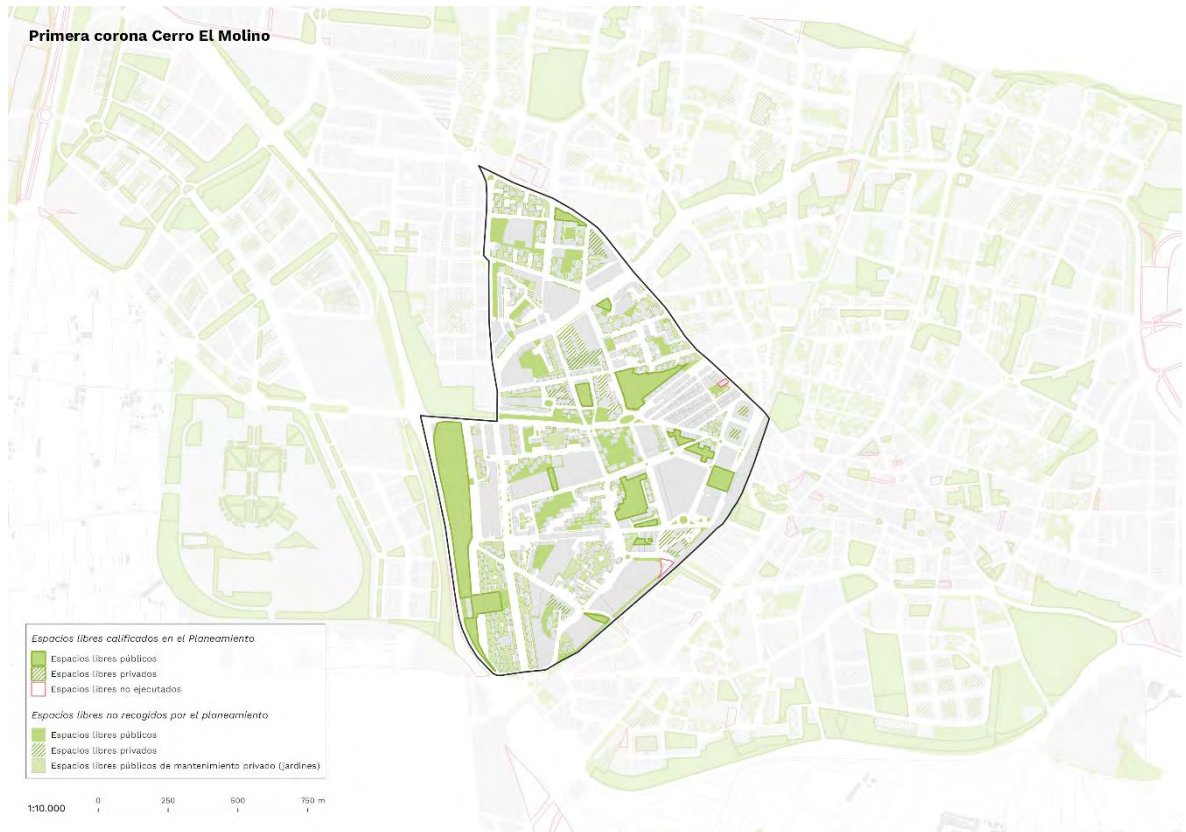 Primera corona Cerro El Molino
Espacios libres calificados en el Planeamiento
Espacios libres públicos
Espacios libres privados
Espacios libres no ejecutados
Espacios libres no recogidos por el planeamiento
Espacios libres públicos
Espacios libres privados
Espacios libres públicos de mantenimiento privado (jardines)
1:10.000 0 250 500 750 m